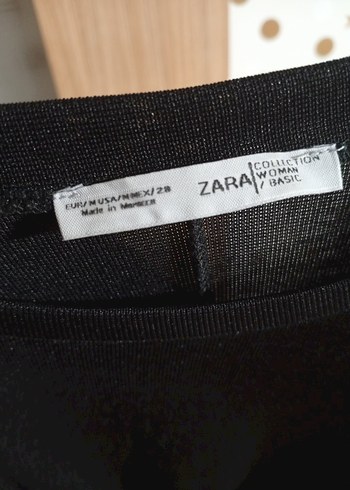 EUR/M USA/M MEX/28
Made in Morocco
ZARA
COLLECTION
WOMAN
/ BASIC